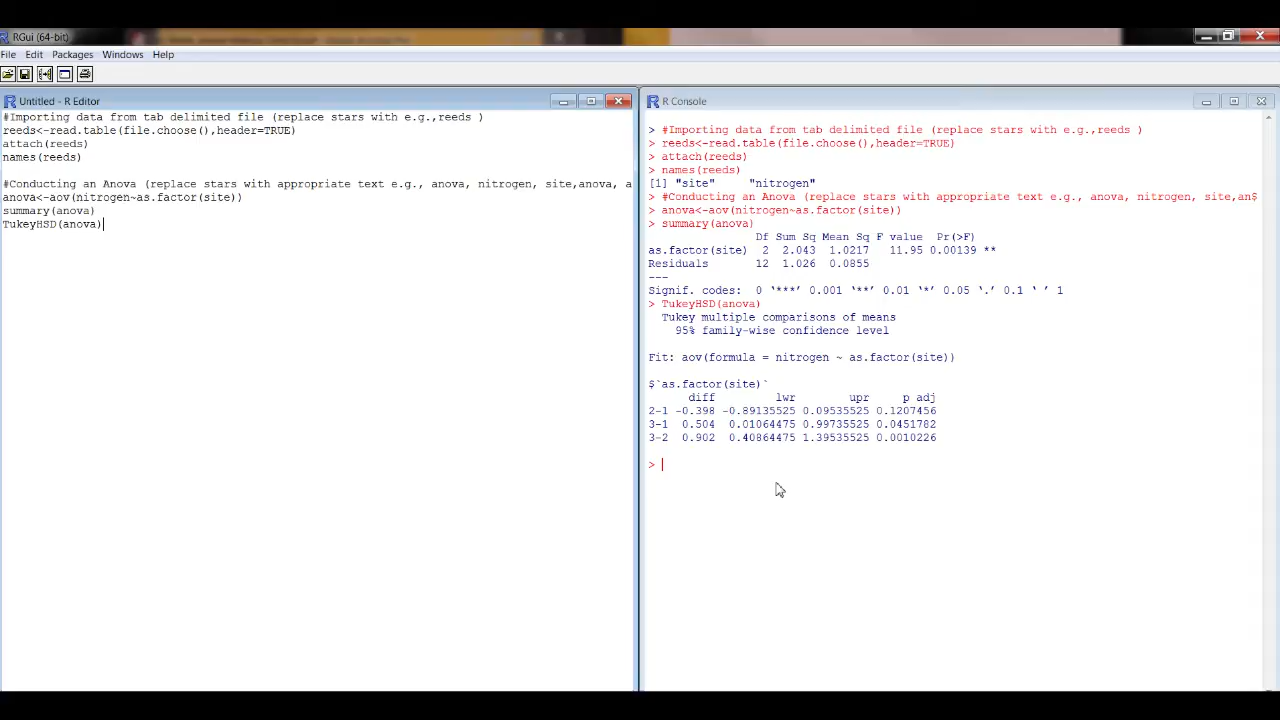 RGui (64-bit)
File Edit Packages Windows Help
Untitled - R Editor
#Importing data from tab delimited file (replace stars with e.g.,reeds )
reeds<-read.table(file.choose(),header=TRUE)
attach(reeds)
names(reeds)
#Conducting an Anova (replace stars with appropriate text e.g., anova, nitrogen, site,anova, a
anova<-aov(nitrogen~as.factor(site))
summary(anova)
TukeyHSD(anova)
R Console
> #Importing data from tab delimited file (replace stars with e.g.,reeds )
> reeds<-read.table(file.choose(),header=TRUE)
> attach(reeds)
> names(reeds)
[1] "site"     "nitrogen"
> #Conducting an Anova (replace stars with appropriate text e.g., anova, nitrogen, site,an$
> anova<-aov(nitrogen~as.factor(site))
> summary(anova)
                Df Sum Sq Mean Sq F value  Pr(>F)
as.factor(site)  2  2.043  1.0217   11.95 0.00139 **
Residuals       12  1.026  0.0855
---
Signif. codes:  0 ‘***’ 0.001 ‘**’ 0.01 ‘*’ 0.05 ‘.’ 0.1 ‘ ’ 1
> TukeyHSD(anova)
  Tukey multiple comparisons of means
    95% family-wise confidence level
Fit: aov(formula = nitrogen ~ as.factor(site))
$`as.factor(site)`
      diff         lwr        upr     p adj
2-1 -0.398 -0.89135525 0.09535525 0.1207456
3-1  0.504  0.01064475 0.99735525 0.0451782
3-2  0.902  0.40864475 1.39535525 0.0010226
>